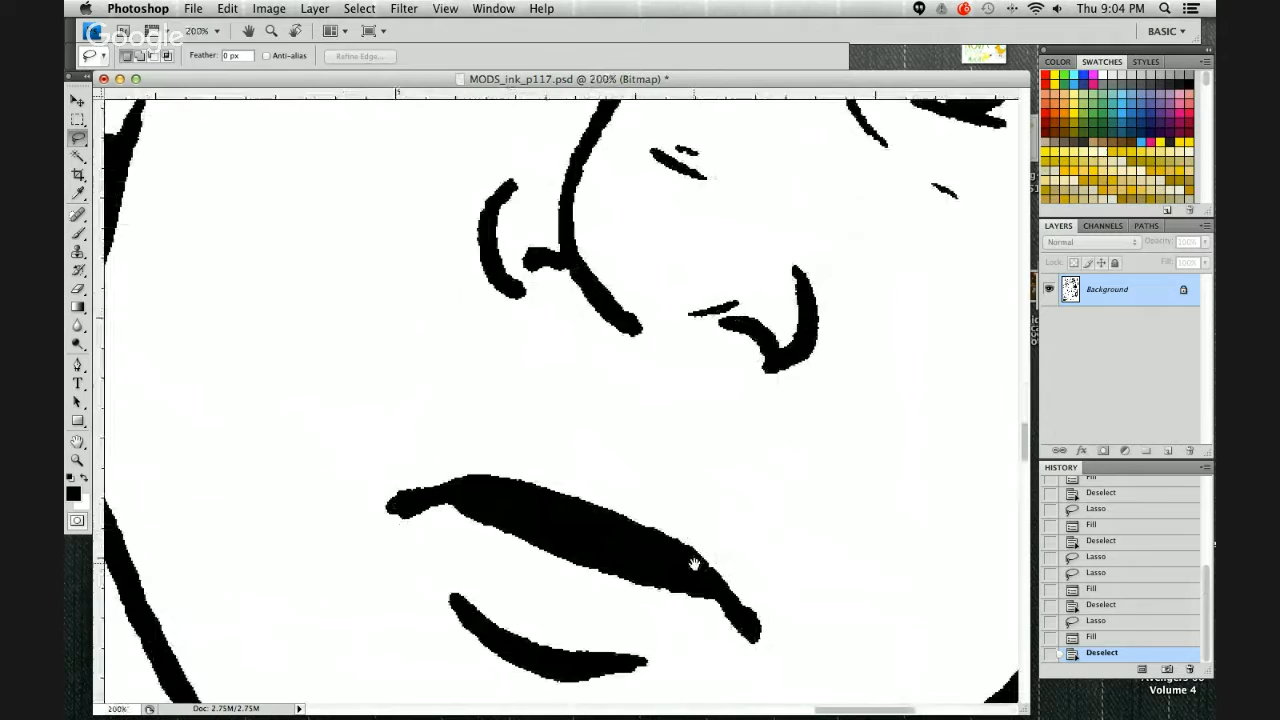 Photoshop File Edit Image Layer Select Filter View Window Help Thu 9:04 PM
Google
200% BASIC
Feather: 0 px Anti-alias Refine Edge...
MODS_ink_p117.psd @ 200% (Bitmap) *
COLOR SWATCHES STYLES
LAYERS CHANNELS PATHS
Normal Opacity: 100%
Lock: Fill: 100%
Background
HISTORY
Fill
Deselect
Lasso
Fill
Deselect
Lasso
Lasso
Fill
Deselect
Lasso
Fill
Deselect
Volume 4
200% Doc: 2.75M/2.75M